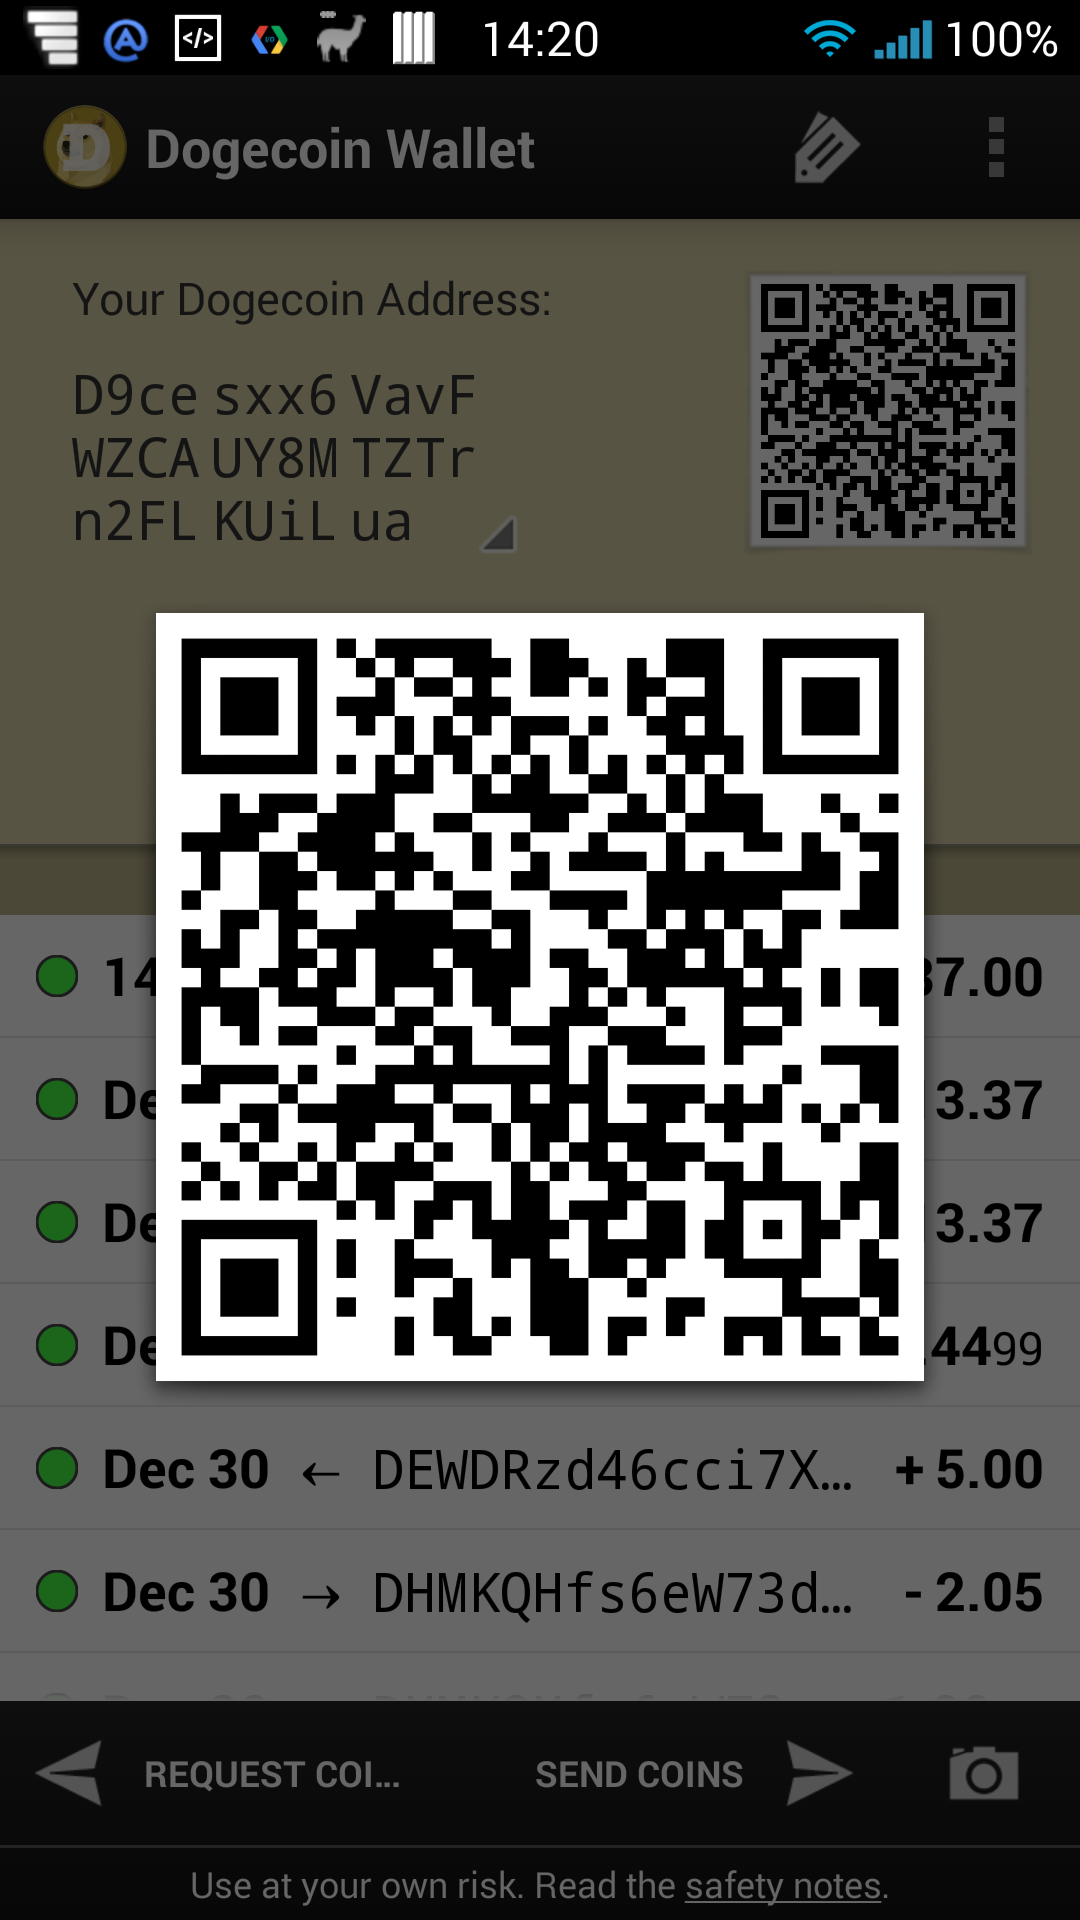 14:20 100%
Dogecoin Wallet
Your Dogecoin Address:
D9ce sxx6 VavF
WZCA UY8M TZTr
n2FL KUiL ua
14 37.00
De 3.37
De 3.37
De .4499
Dec 30 ← DEWDRzd46cci7X… + 5.00
Dec 30 → DHMKQHfs6eW73d… - 2.05
REQUEST COI… SEND COINS
Use at your own risk. Read the safety notes.